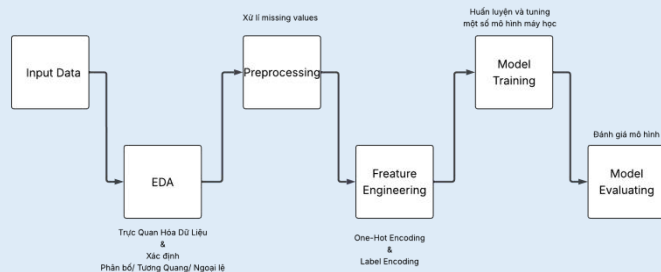 Huấn luyện và tuning
một số mô hình máy học
Xử lí missing values
Input Data
Preprocessing
Model
Training
Đánh giá mô hình
EDA
Freature
Engineering
Model
Evaluating
Trực Quan Hóa Dữ Liệu
&
Xác định
Phân bố/ Tương Quang/ Ngoại lệ
One-Hot Encoding
&
Label Encoding